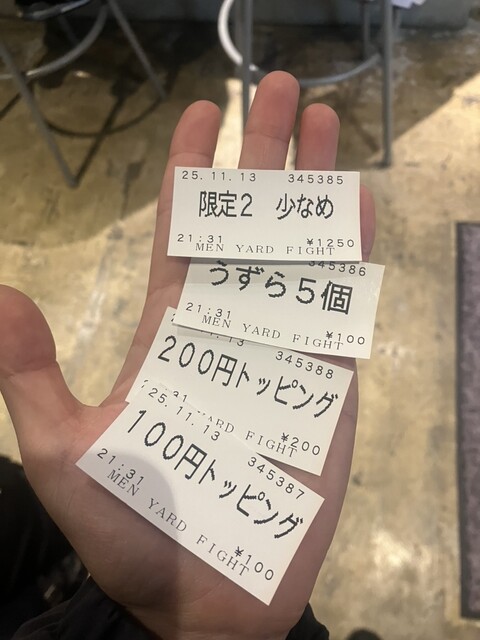 25.11.13 345385
限定2 少なめ
21:31 ¥1250
MEN YARD FIGHT
345386
うずら5個
21:31 ¥100
MEN YARD FIGHT
.13 345388
200円トッピング
YARD FIGHT ¥200
25.11.13 345387
100円トッピング
21:31 ¥100
MEN YARD FIGHT